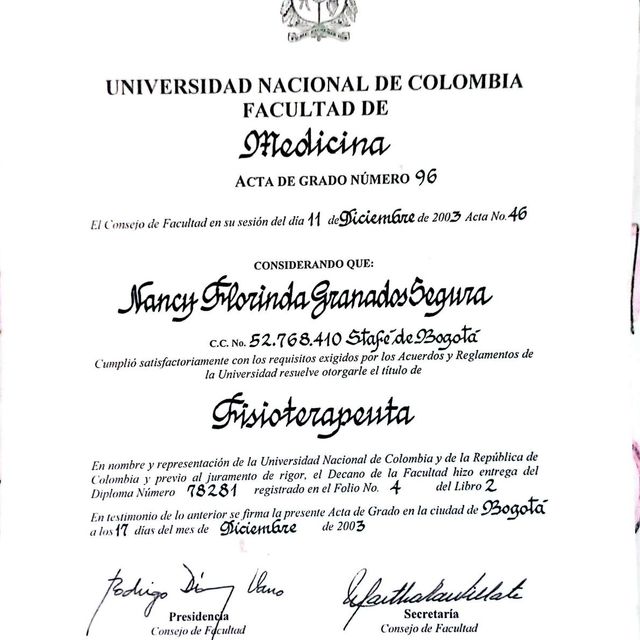 UNIVERSIDAD NACIONAL DE COLOMBIA
FACULTAD DE
Medicina
ACTA DE GRADO NÚMERO 96
El Consejo de Facultad en su sesión del día 11 de Diciembre de 2003 Acta No. 46
CONSIDERANDO QUE:
Nancy Florinda Granados Segura
C.C. No. 52.768.410 Stafé de Bogotá
Cumplió satisfactoriamente con los requisitos exigidos por los Acuerdos y Reglamentos de
la Universidad resuelve otorgarle el título de
Fisioterapeuta
En nombre y representación de la Universidad Nacional de Colombia y de la República de
Colombia y previo al juramento de rigor, el Decano de la Facultad hizo entrega del
Diploma Número 78281 registrado en el Folio No. 4 del Libro 2
En testimonio de lo anterior se firma la presente Acta de Grado en la ciudad de Bogotá
a los 17 días del mes de Diciembre de 2003
Rodrigo
Presidencia
Consejo de Facultad
Secretaría
Consejo de Facultad